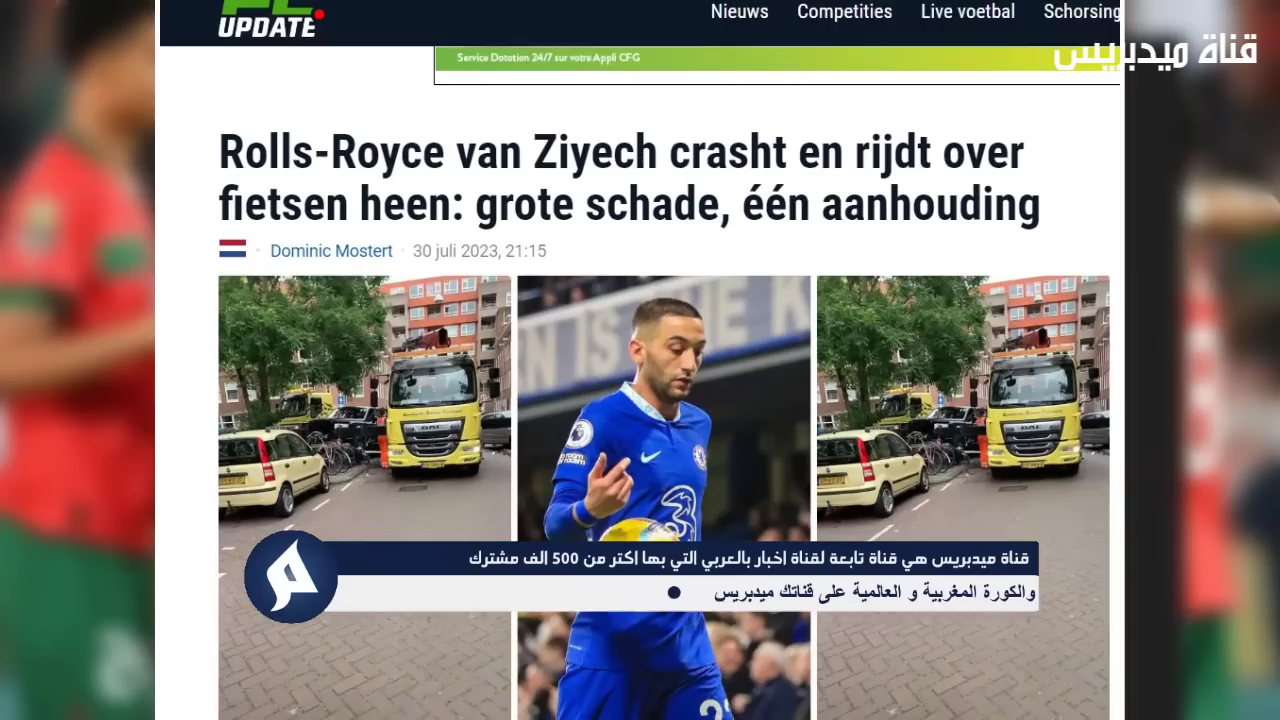 UPDATE
Nieuws Competities Live voetbal Schorsing
Service Dotation 24/7 sur votre Appli CFG
قناة ميدبريس
Rolls-Royce van Ziyech crasht en rijdt over
fietsen heen: grote schade, één aanhouding
Dominic Mostert · 30 juli 2023, 21:15
قناة ميدبريس هي قناة تابعة لقناة اخبار بالعربي التي بها اكثر من 500 الف مشترك
والكورة المغربية و العالمية على قناتك ميدبريس